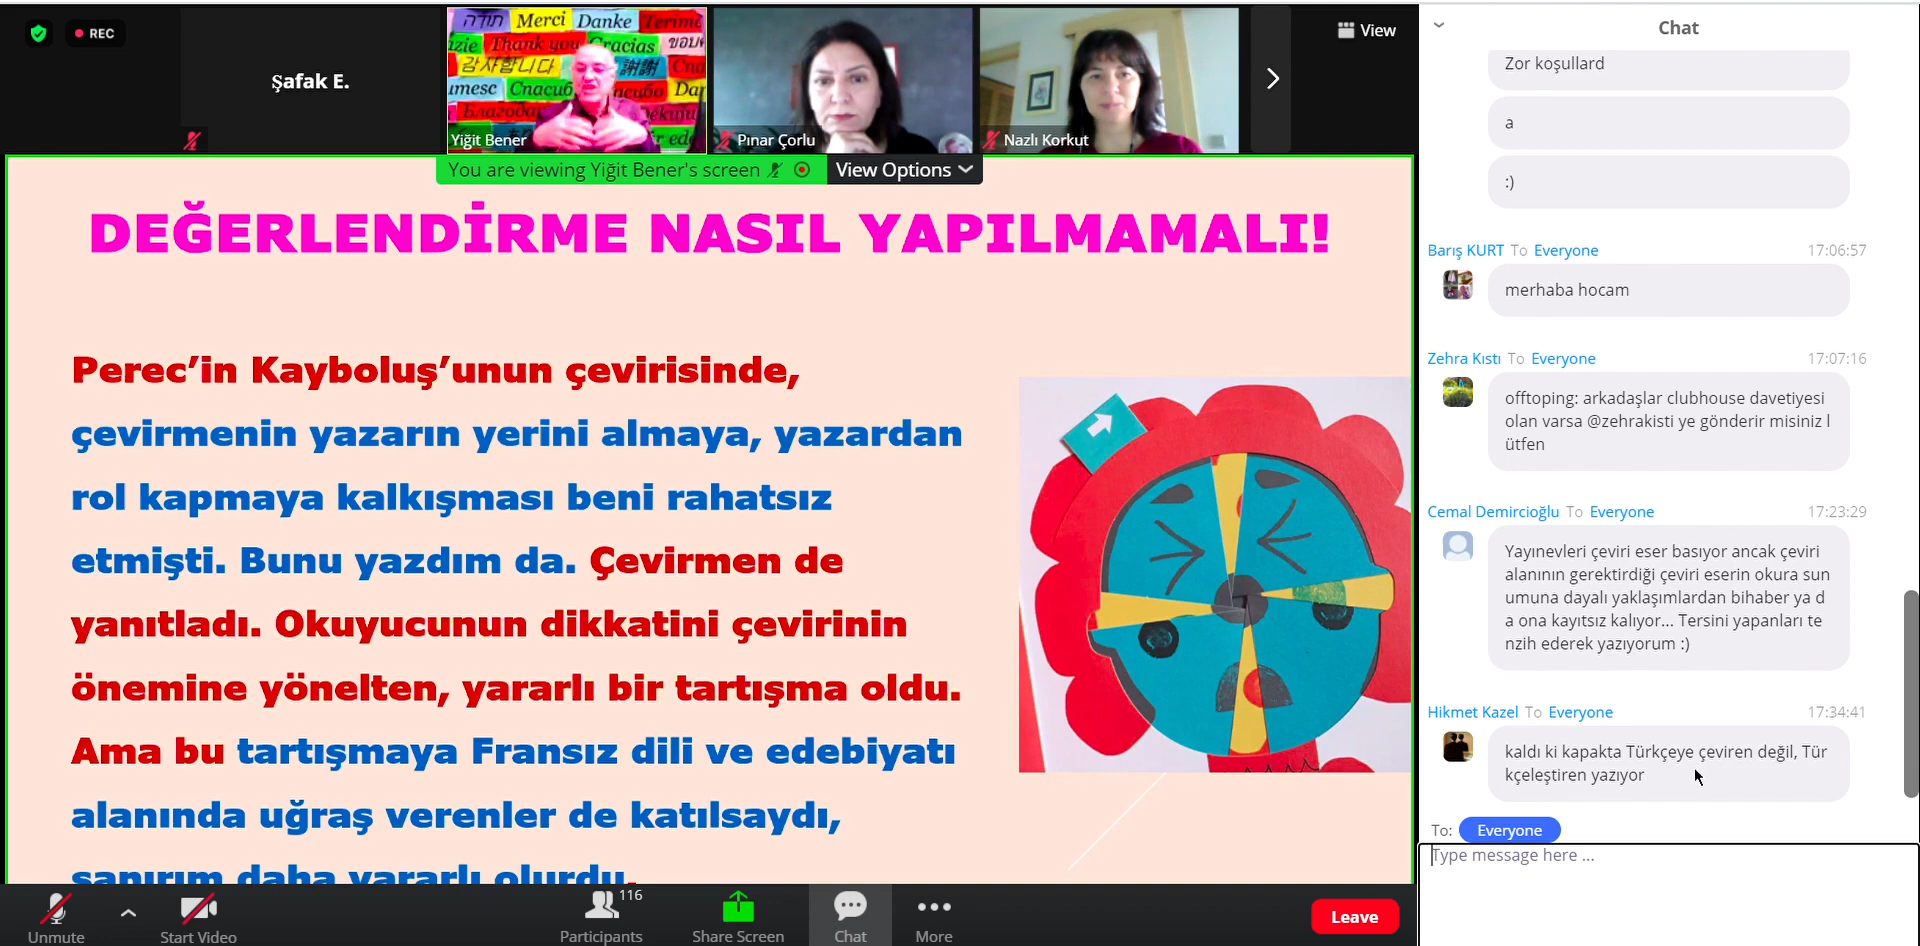 REC
View
Şafak E.
תודה Merci Danke
Thank you Gracias
감사합니다 謝謝
Yiğit Bener
Pınar Çorlu
Nazlı Korkut
You are viewing Yiğit Bener's screen
View Options
DEĞERLENDİRME NASIL YAPILMAMALI!
Perec’in Kayboluş’unun çevirisinde,
çevirmenin yazarın yerini almaya, yazardan
rol kapmaya kalkışması beni rahatsız
etmişti. Bunu yazdım da. Çevirmen de
yanıtladı. Okuyucunun dikkatini çevirinin
önemine yönelten, yararlı bir tartışma oldu.
Ama bu tartışmaya Fransız dili ve edebiyatı
alanında uğraş verenler de katılsaydı,
sanırım daha yararlı olurdu.
Unmute
Start Video
Participants
116
Share Screen
Chat
More
Leave
Chat
Zor koşullard
a
:)
Barış KURT To Everyone 17:06:57
merhaba hocam
Zehra Kıstı To Everyone 17:07:16
offtoping: arkadaşlar clubhouse davetiyesi
olan varsa @zehrakisti ye gönderir misiniz l
ütfen
Cemal Demircioğlu To Everyone 17:23:29
Yayınevleri çeviri eser basıyor ancak çeviri
alanının gerektirdiği çeviri eserin okura sun
umuna dayalı yaklaşımlardan bihaber ya d
a ona kayıtsız kalıyor... Tersini yapanları te
nzih ederek yazıyorum :)
Hikmet Kazel To Everyone 17:34:41
kaldı ki kapakta Türkçeye çeviren değil, Tür
kçeleştiren yazıyor
To: Everyone
Type message here ...